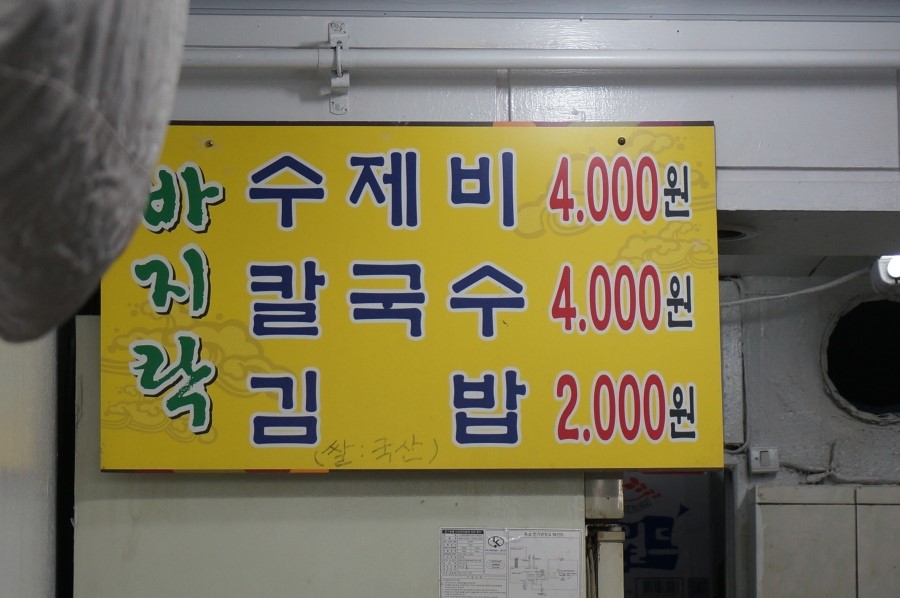 바지락
수제비 4.000원
칼국수 4.000원
김밥 2.000원
(쌀:국산)